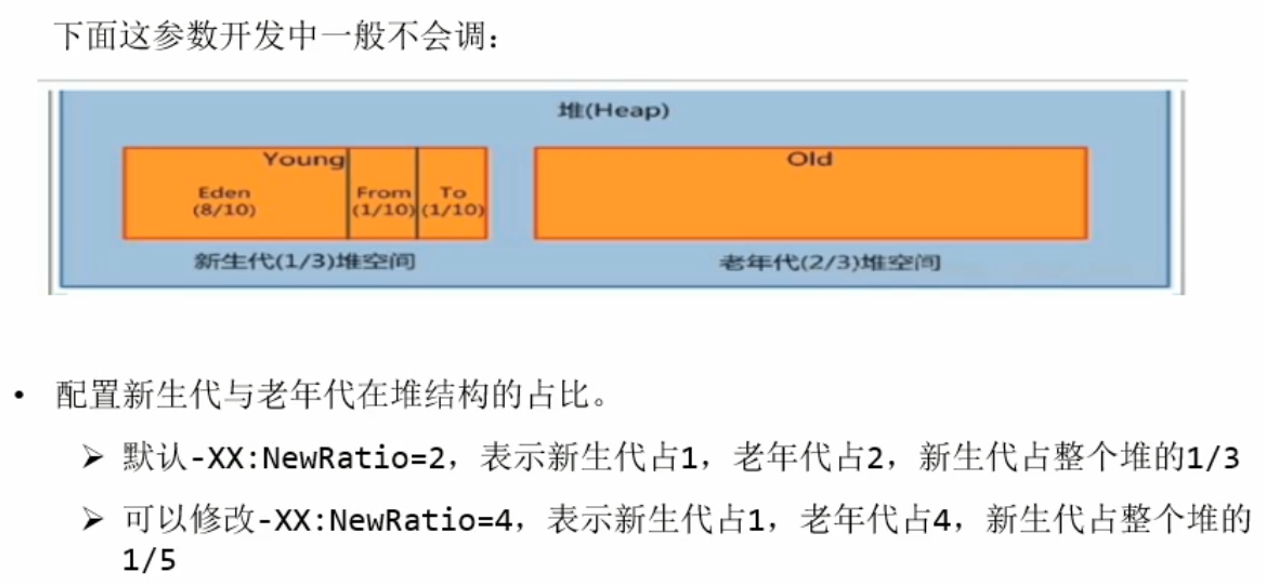 下面这参数开发中一般不会调：
堆(Heap)
Young
Old
Eden
(8/10)
From
(1/10)
To
(1/10)
新生代(1/3)堆空间
老年代(2/3)堆空间
• 配置新生代与老年代在堆结构的占比。
➢ 默认-XX:NewRatio=2，表示新生代占1，老年代占2，新生代占整个堆的1/3
➢ 可以修改-XX:NewRatio=4，表示新生代占1，老年代占4，新生代占整个堆的
1/5